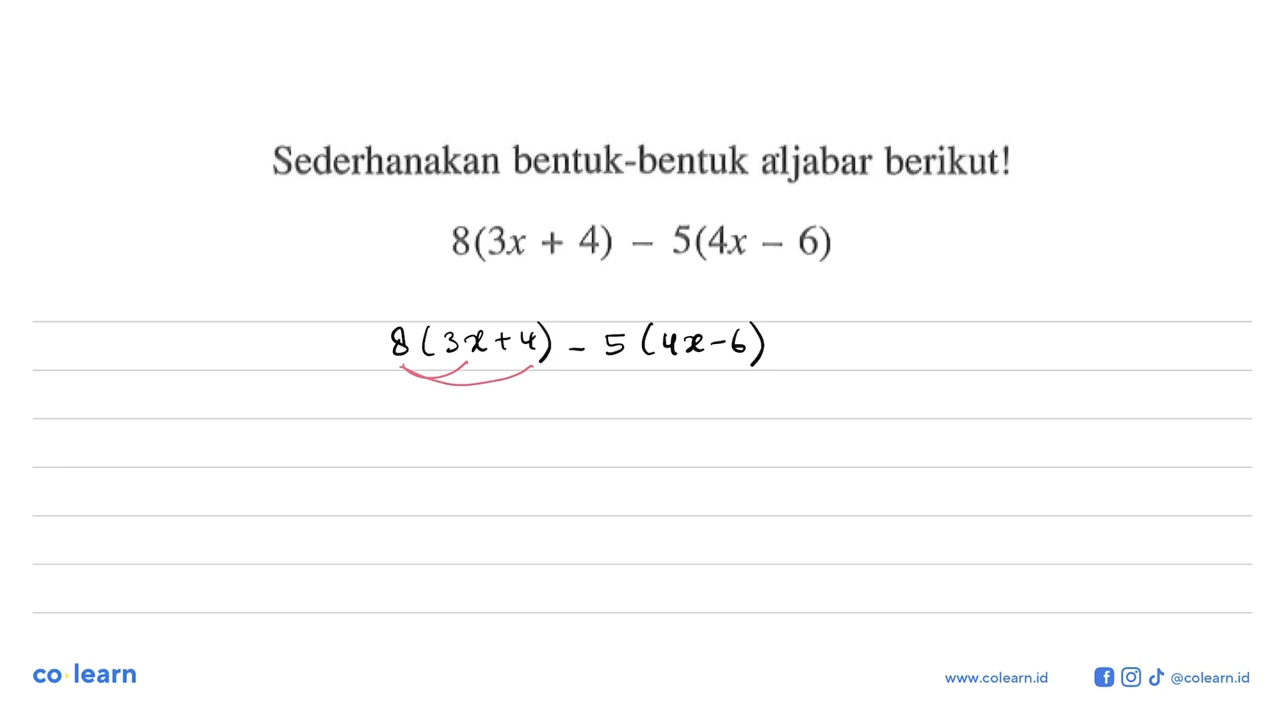 Sederhanakan bentuk-bentuk aljabar berikut!
8(3x + 4) – 5(4x – 6)
8(3x+4) – 5(4x–6)
co learn
www.colearn.id
@colearn.id